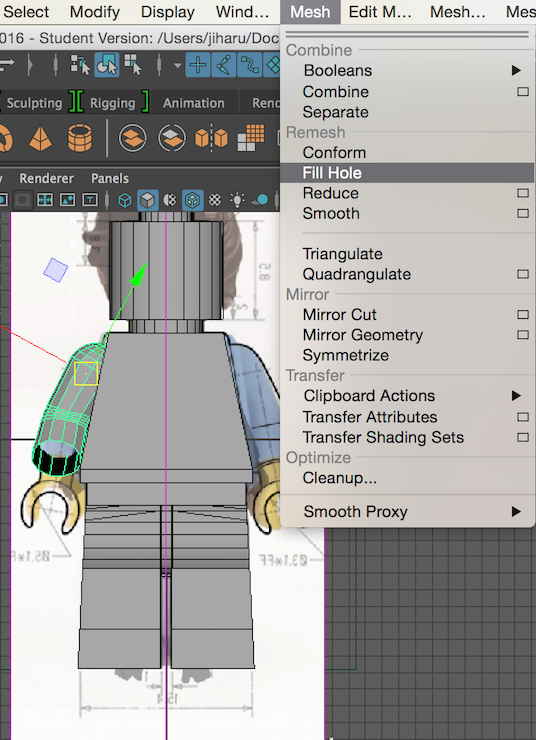 Select Modify Display Wind... Mesh Edit M... Mesh... Mes
016 - Student Version: /Users/jiharu/Doc
Sculpting Rigging Animation Ren
Renderer Panels
Combine
Booleans
Combine
Separate
Remesh
Conform
Fill Hole
Reduce
Smooth
Triangulate
Quadrangulate
Mirror
Mirror Cut
Mirror Geometry
Symmetrize
Transfer
Clipboard Actions
Transfer Attributes
Transfer Shading Sets
Optimize
Cleanup...
Smooth Proxy